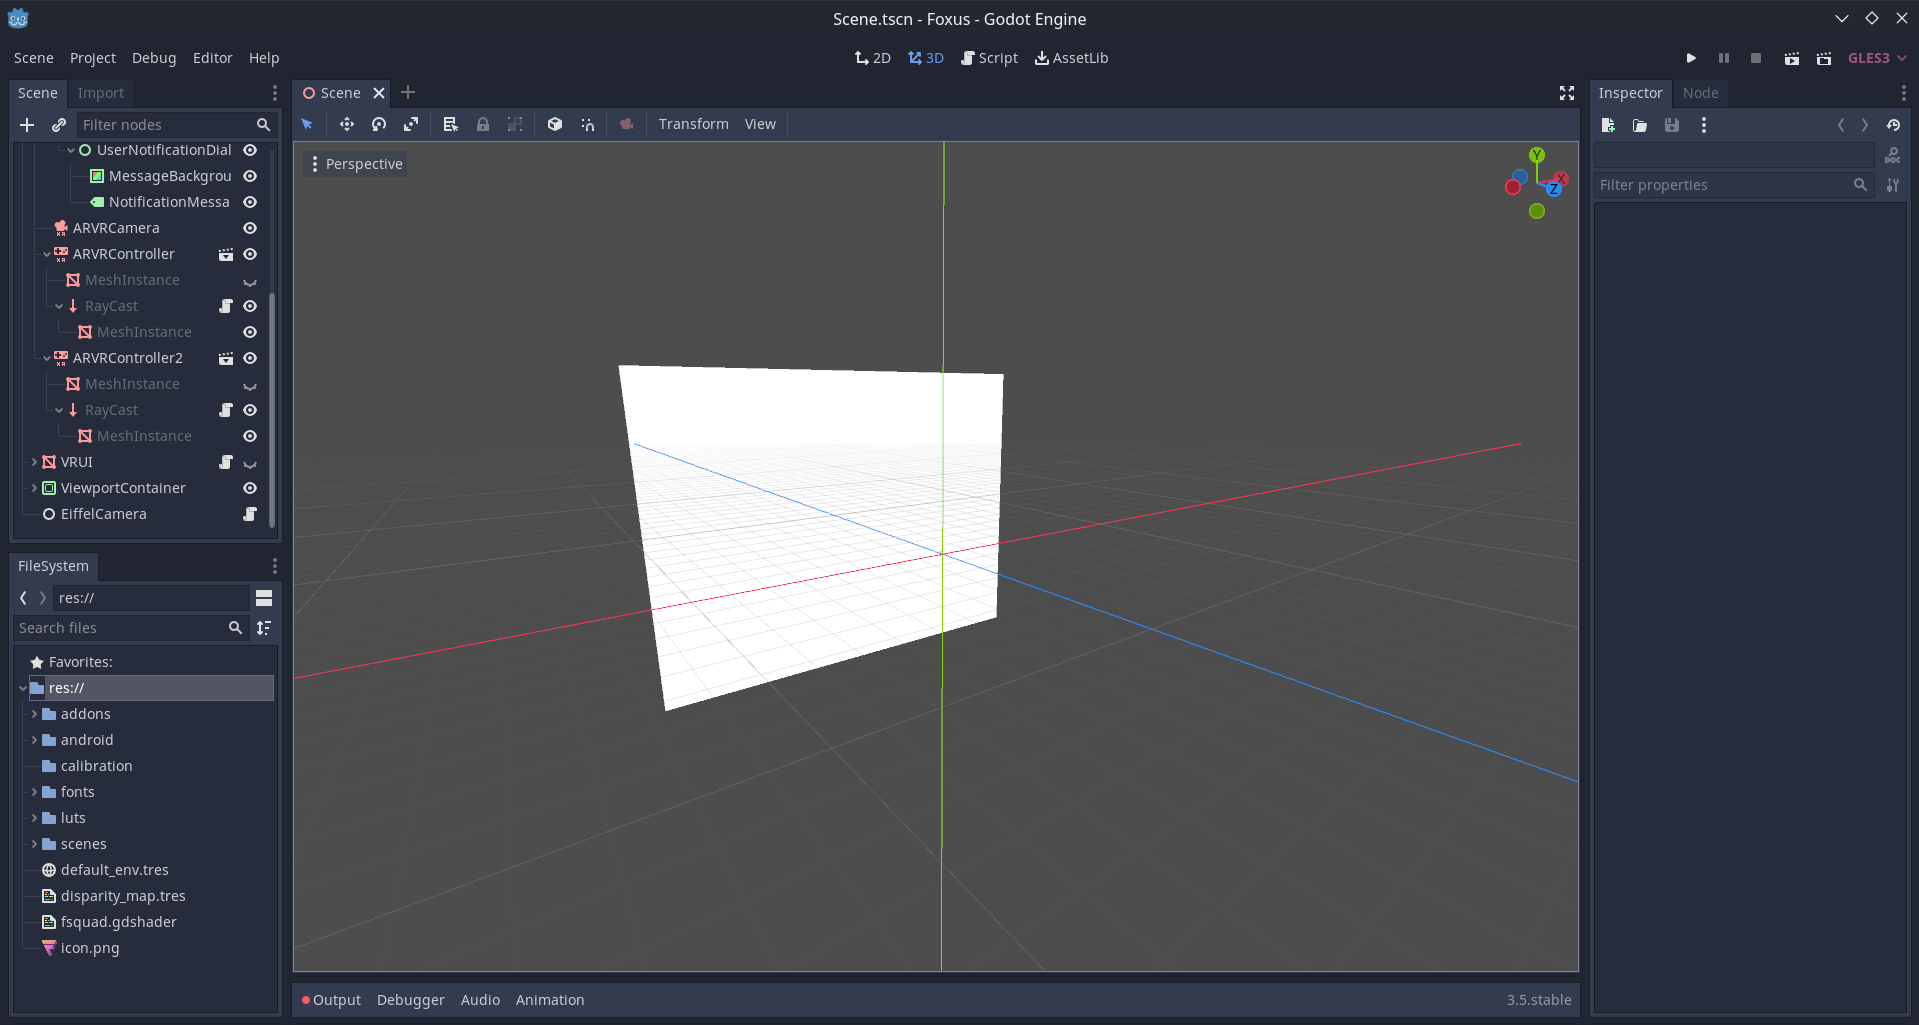 Scene.tscn - Foxus - Godot Engine
Scene Project Debug Editor Help
2D 3D Script AssetLib
GLES3
Scene Import
Filter nodes
UserNotificationDial
MessageBackgrou
NotificationMessa
ARVRCamera
ARVRController
MeshInstance
RayCast
MeshInstance
ARVRController2
MeshInstance
RayCast
MeshInstance
VRUI
ViewportContainer
EiffelCamera
FileSystem
res://
Search files
Favorites:
res://
addons
android
calibration
fonts
luts
scenes
default_env.tres
disparity_map.tres
fsquad.gdshader
icon.png
Scene
Transform View
Perspective
Y
X
Z
Output Debugger Audio Animation
3.5.stable
Inspector Node
DOC
Filter properties